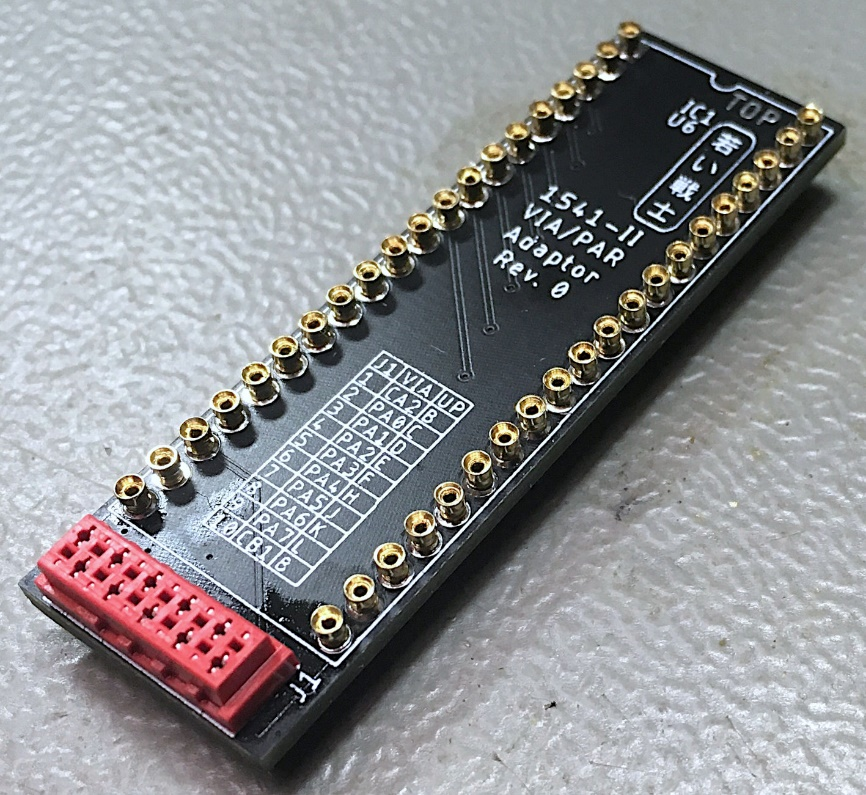 TOP
IC1
U6
若い戦士
1541-II
VIA/PAR
Adaptor
Rev. 0
J1 VIA UP
1 CA2 B
2 PA0 C
3 PA1 D
4 PA2 E
5 PA3 F
6 PA4 H
7 PA5 J
8 PA6 K
9 PA7 L
10 CB1 8
J1